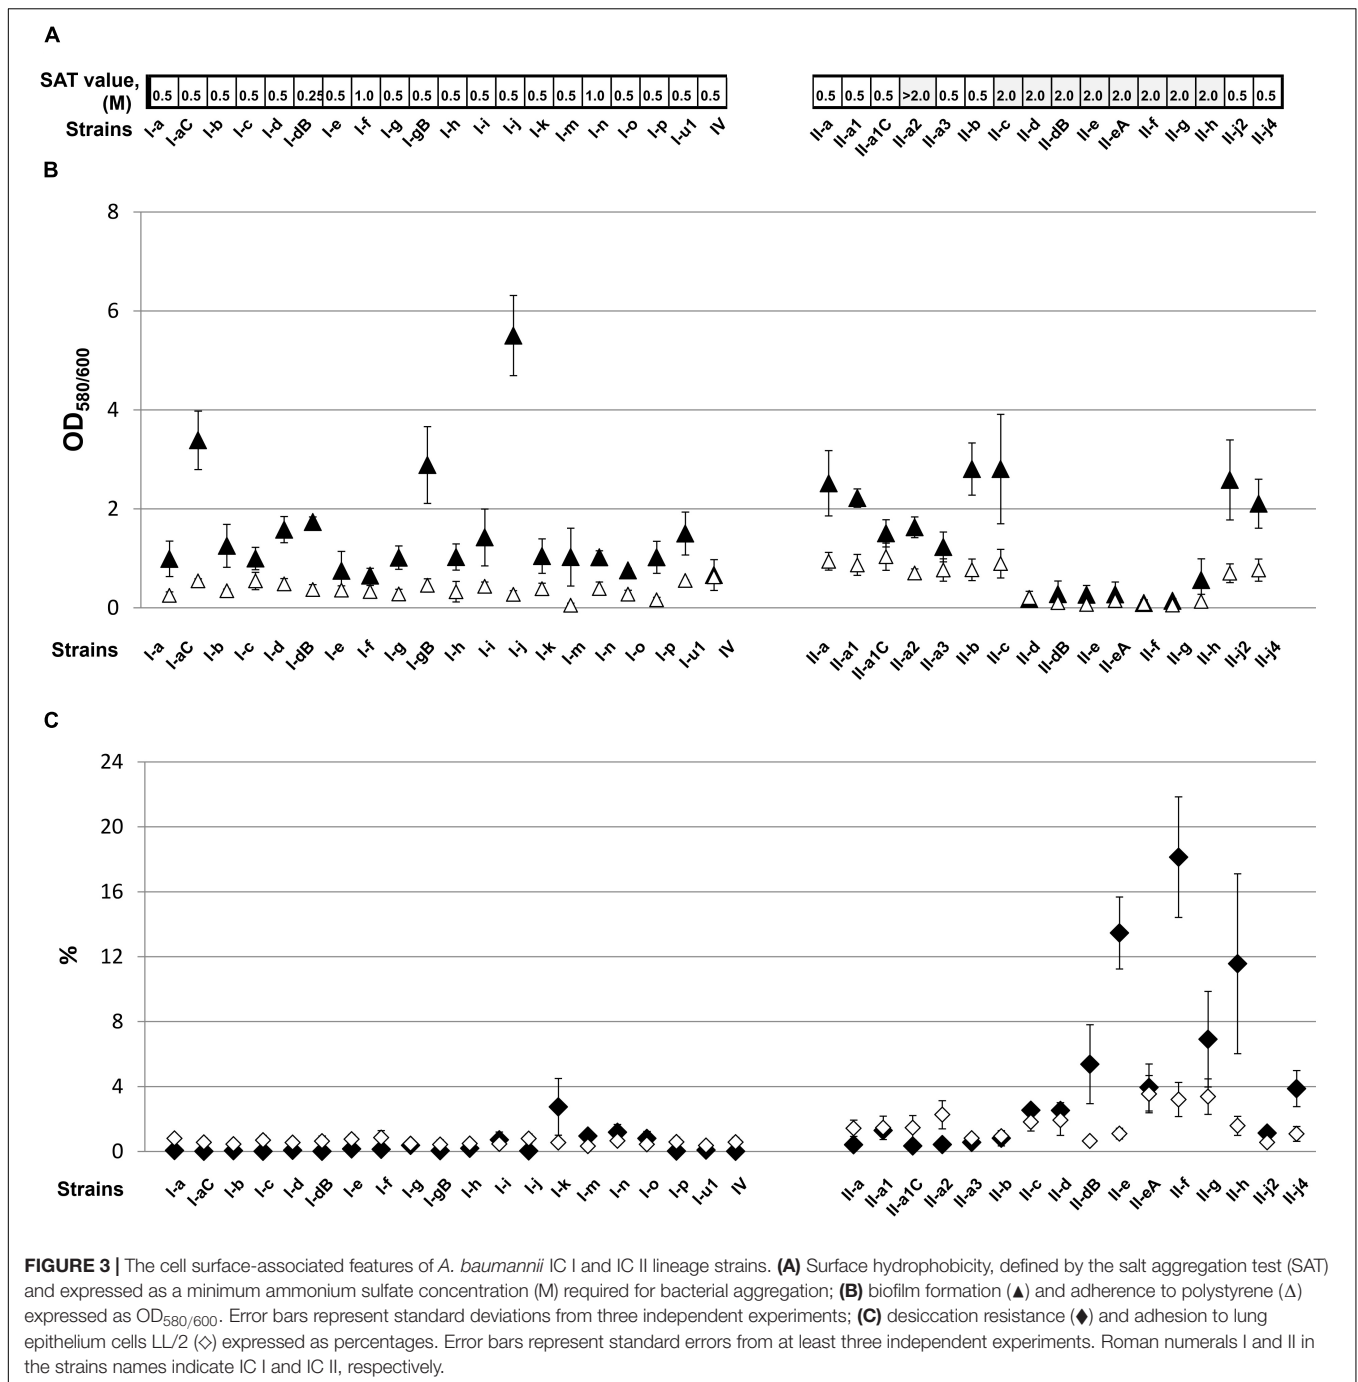 A
SAT value, (M) 0.5 0.5 0.5 0.5 0.5 0.25 0.5 1.0 0.5 0.5 0.5 0.5 0.5 0.5 0.5 1.0 0.5 0.5 0.5 0.5 0.5 0.5 0.5 >2.0 0.5 0.5 2.0 2.0 2.0 2.0 2.0 2.0 2.0 2.0 0.5 0.5
Strains I-a I-aC I-b I-c I-d I-dB I-e I-f I-g I-gB I-h I-i I-j I-k I-m I-n I-o I-p I-u1 IV II-a II-a1 II-a1C II-a2 II-a3 II-b II-c II-d II-dB II-e II-eA II-f II-g II-h II-j2 II-j4
B
8
6
4
2
0
OD580/600
Strains I-a I-aC I-b I-c I-d I-dB I-e I-f I-g I-gB I-h I-i I-j I-k I-m I-n I-o I-p I-u1 IV II-a II-a1 II-a1C II-a2 II-a3 II-b II-c II-d II-dB II-e II-eA II-f II-g II-h II-j2 II-j4
C
24
20
16
12
8
4
0
%
Strains I-a I-aC I-b I-c I-d I-dB I-e I-f I-g I-gB I-h I-i I-j I-k I-m I-n I-o I-p I-u1 IV II-a II-a1 II-a1C II-a2 II-a3 II-b II-c II-d II-dB II-e II-eA II-f II-g II-h II-j2 II-j4
FIGURE 3 | The cell surface-associated features of A. baumannii IC I and IC II lineage strains. (A) Surface hydrophobicity, defined by the salt aggregation test (SAT)
and expressed as a minimum ammonium sulfate concentration (M) required for bacterial aggregation; (B) biofilm formation (▲) and adherence to polystyrene (Δ)
expressed as OD580/600. Error bars represent standard deviations from three independent experiments; (C) desiccation resistance (♦) and adhesion to lung
epithelium cells LL/2 (◇) expressed as percentages. Error bars represent standard errors from at least three independent experiments. Roman numerals I and II in
the strains names indicate IC I and IC II, respectively.